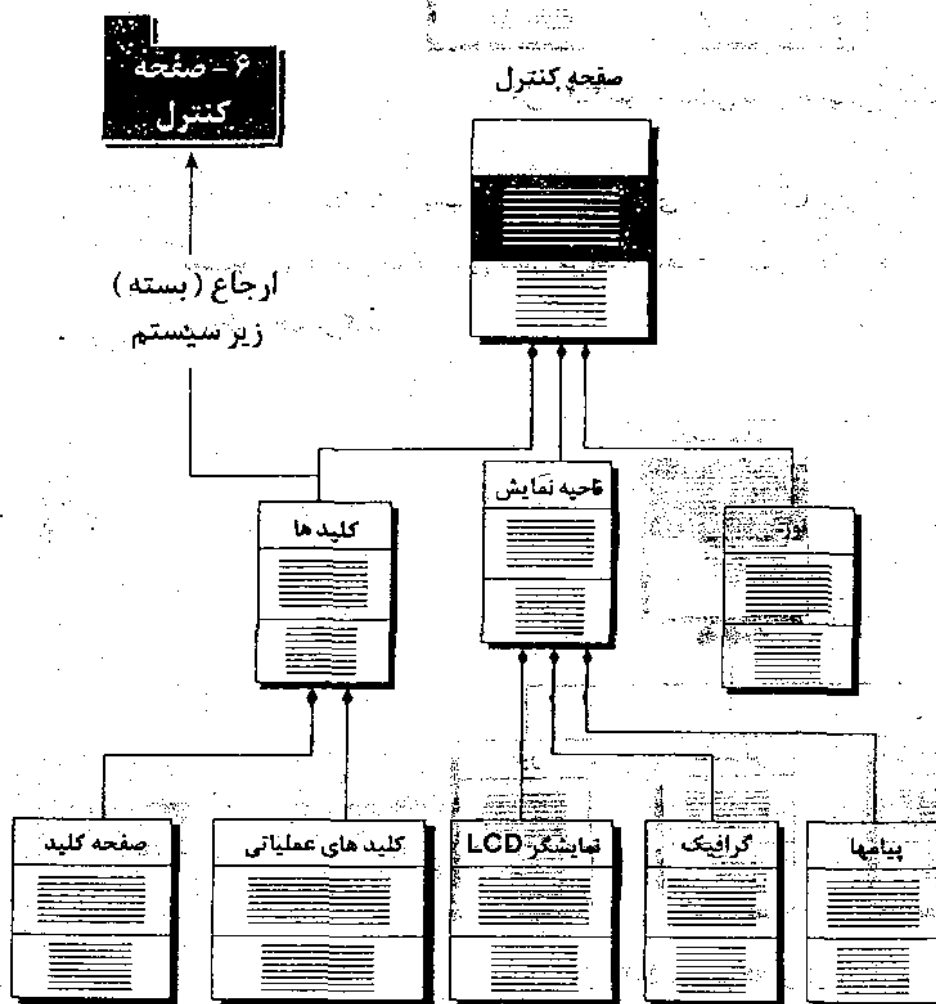 ۶ - صفحه
کنترل
صفحه کنترل
ارجاع (بسته)
زیر سیستم
ناحیه نمایش
کلید ها
صفحه کلید
کلید های عملیاتی
نمایشگر LCD
گرافیک
پیامها